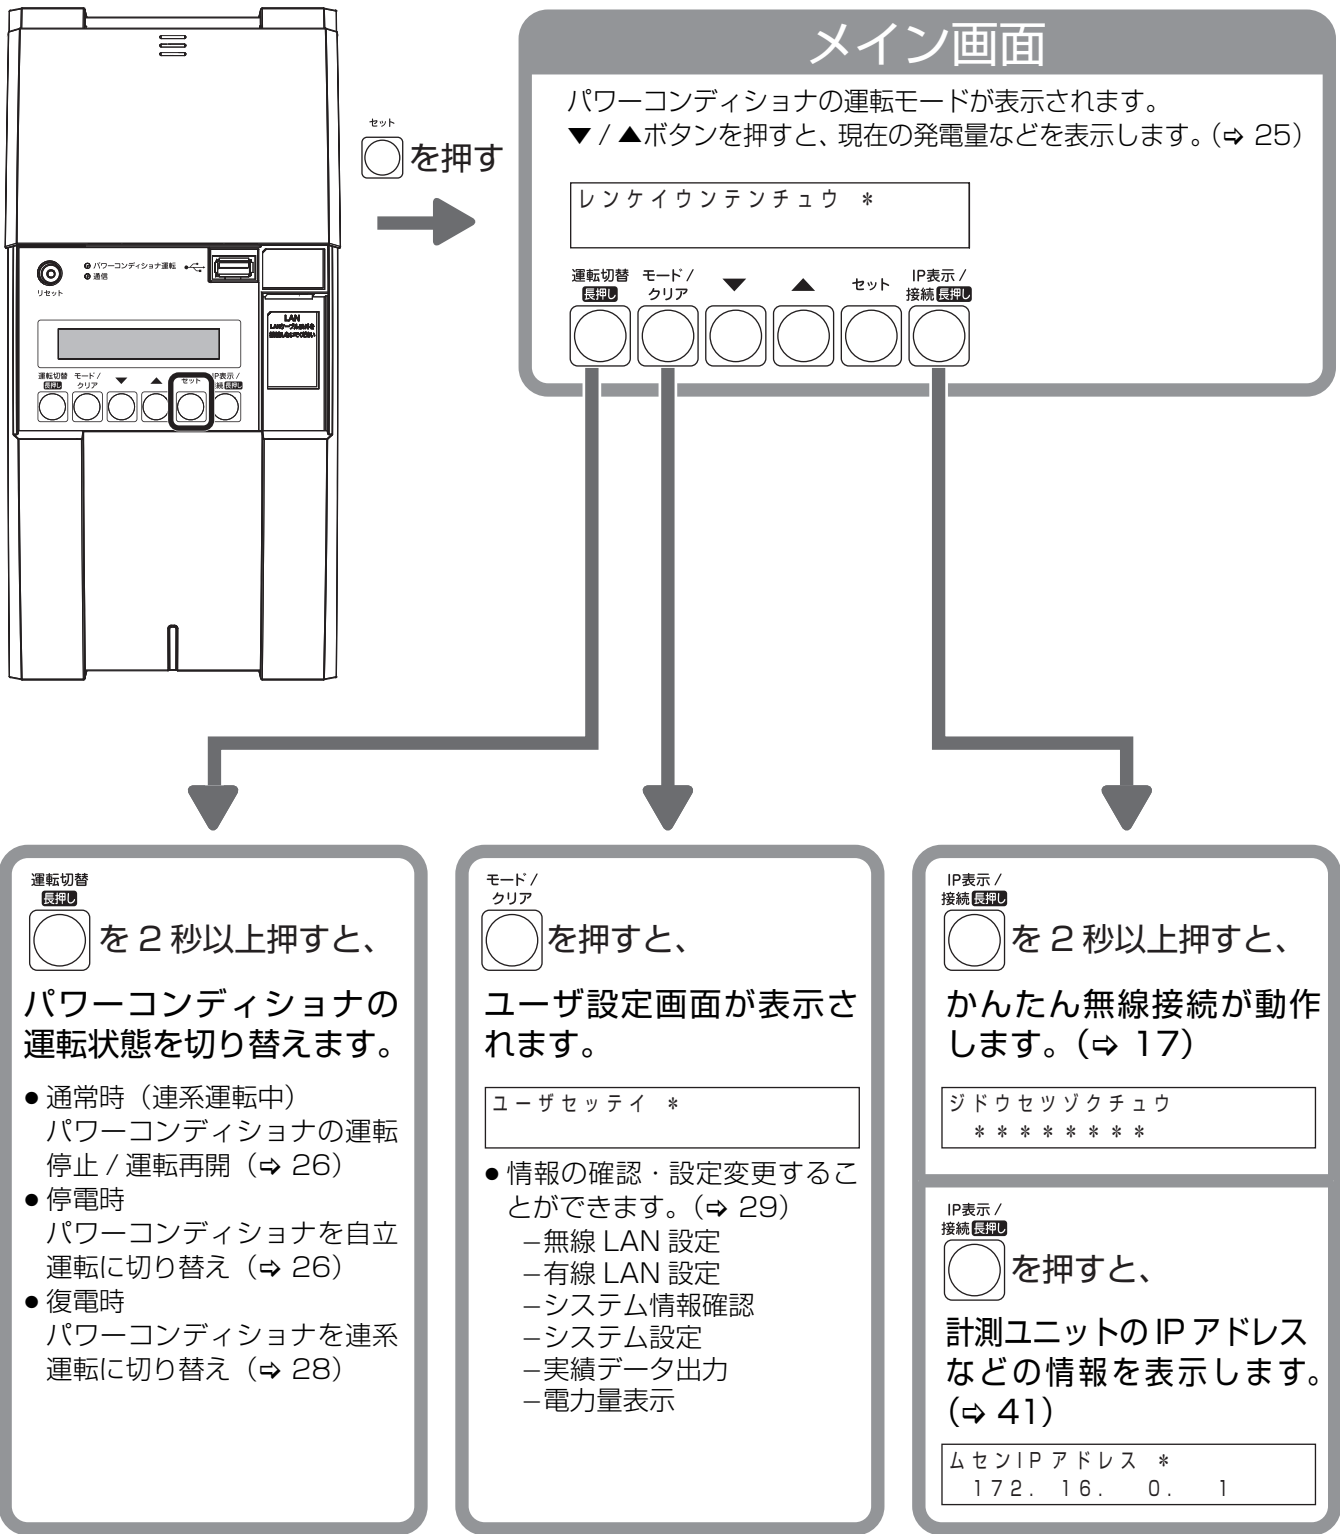 メイン画面
パワーコンディショナの運転モードが表示されます。
▼ / ▲ボタンを押すと、現在の発電量などを表示します。(⇨ 25)
セット
を押す
レンケイウンテンチュウ *
運転切替 長押し
モード / クリア
▼
▲
セット
IP表示 / 接続 長押し
リセット
パワーコンディショナ運転
通信
LAN
運転切替 長押し
モード / クリア
▼
▲
セット
IP表示 / 接続 長押し
運転切替
長押し
を 2 秒以上押すと、
パワーコンディショナの
運転状態を切り替えます。
● 通常時（連系運転中）
パワーコンディショナの運転
停止 / 運転再開（⇨ 26）
● 停電時
パワーコンディショナを自立
運転に切り替え（⇨ 26）
● 復電時
パワーコンディショナを連系
運転に切り替え（⇨ 28）
モード /
クリア
を押すと、
ユーザ設定画面が表示さ
れます。
ユーザセッテイ *
● 情報の確認・設定変更するこ
とができます。（⇨ 29）
–無線 LAN 設定
–有線 LAN 設定
–システム情報確認
–システム設定
–実績データ出力
–電力量表示
IP表示 /
接続 長押し
を 2 秒以上押すと、
かんたん無線接続が動作
します。（⇨ 17）
ジドウセツゾクチュウ
* * * * * * * *
IP表示 /
接続 長押し
を押すと、
計測ユニットの IP アドレス
などの情報を表示します。
（⇨ 41）
ムセンIPアドレス *
172. 16. 0. 1